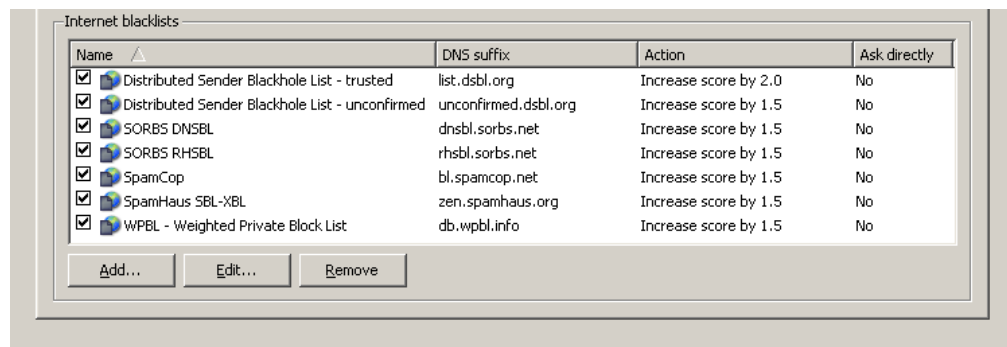 Internet blacklists
Name DNS suffix Action Ask directly
Distributed Sender Blackhole List - trusted list.dsbl.org Increase score by 2.0 No
Distributed Sender Blackhole List - unconfirmed unconfirmed.dsbl.org Increase score by 1.5 No
SORBS DNSBL dnsbl.sorbs.net Increase score by 1.5 No
SORBS RHSBL rhsbl.sorbs.net Increase score by 1.5 No
SpamCop bl.spamcop.net Increase score by 1.5 No
SpamHaus SBL-XBL zen.spamhaus.org Increase score by 1.5 No
WPBL - Weighted Private Block List db.wpbl.info Increase score by 1.5 No
Add... Edit... Remove